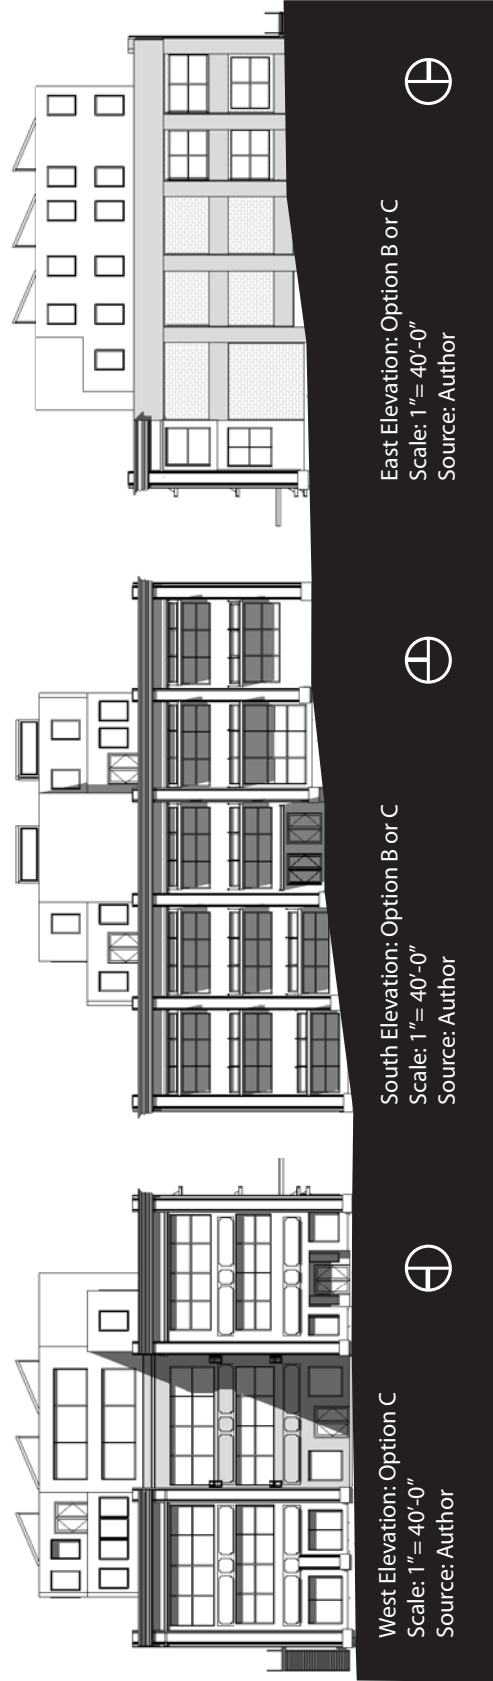 West Elevation: Option C
Scale: 1”= 40’-0”
Source: Author
South Elevation: Option B or C
Scale: 1”= 40’-0”
Source: Author
East Elevation: Option B or C
Scale: 1”= 40’-0”
Source: Author